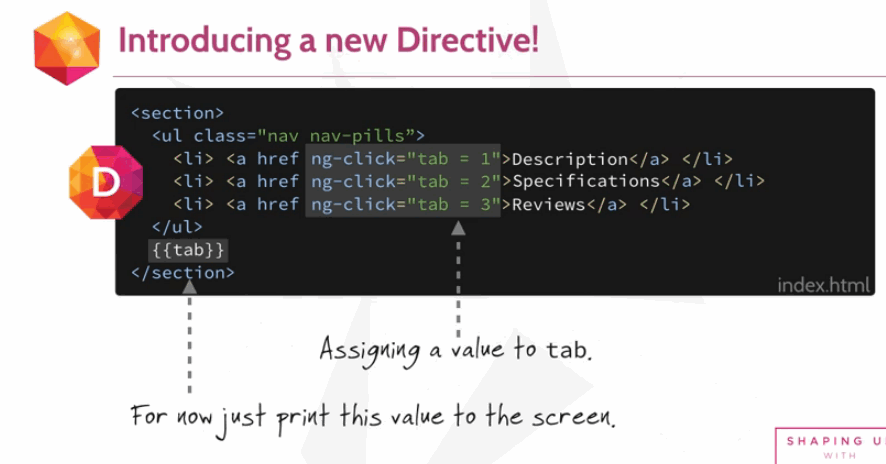 Introducing a new Directive!
<section>
<ul class="nav nav-pills”>
D
<li> <a href ng-click="tab = 1">Description</a> </li>
<li> <a href ng-click="tab = 2">Specifications</a> </li>
<li> <a href ng-click="tab = 3">Reviews</a> </li>
</ul>
{{tab}}
</section>
index.html
Assigning a value to tab.
For now just print this value to the screen.
SHAPING U
WITH